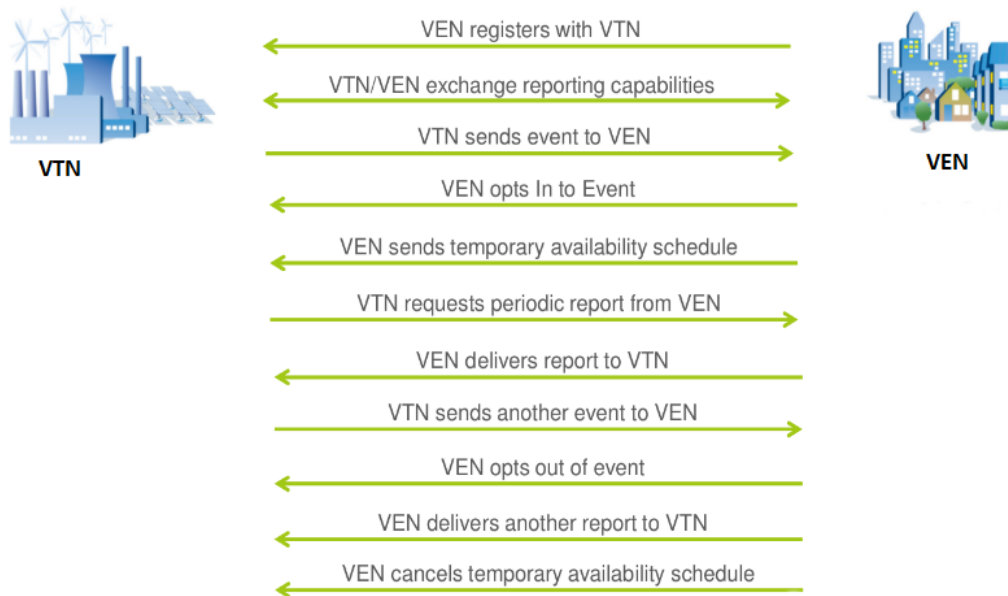 VEN registers with VTN
VTN/VEN exchange reporting capabilities
VTN sends event to VEN
VTN
VEN
VEN opts In to Event
VEN sends temporary availability schedule
VTN requests periodic report from VEN
VEN delivers report to VTN
VTN sends another event to VEN
VEN opts out of event
VEN delivers another report to VTN
VEN cancels temporary availability schedule